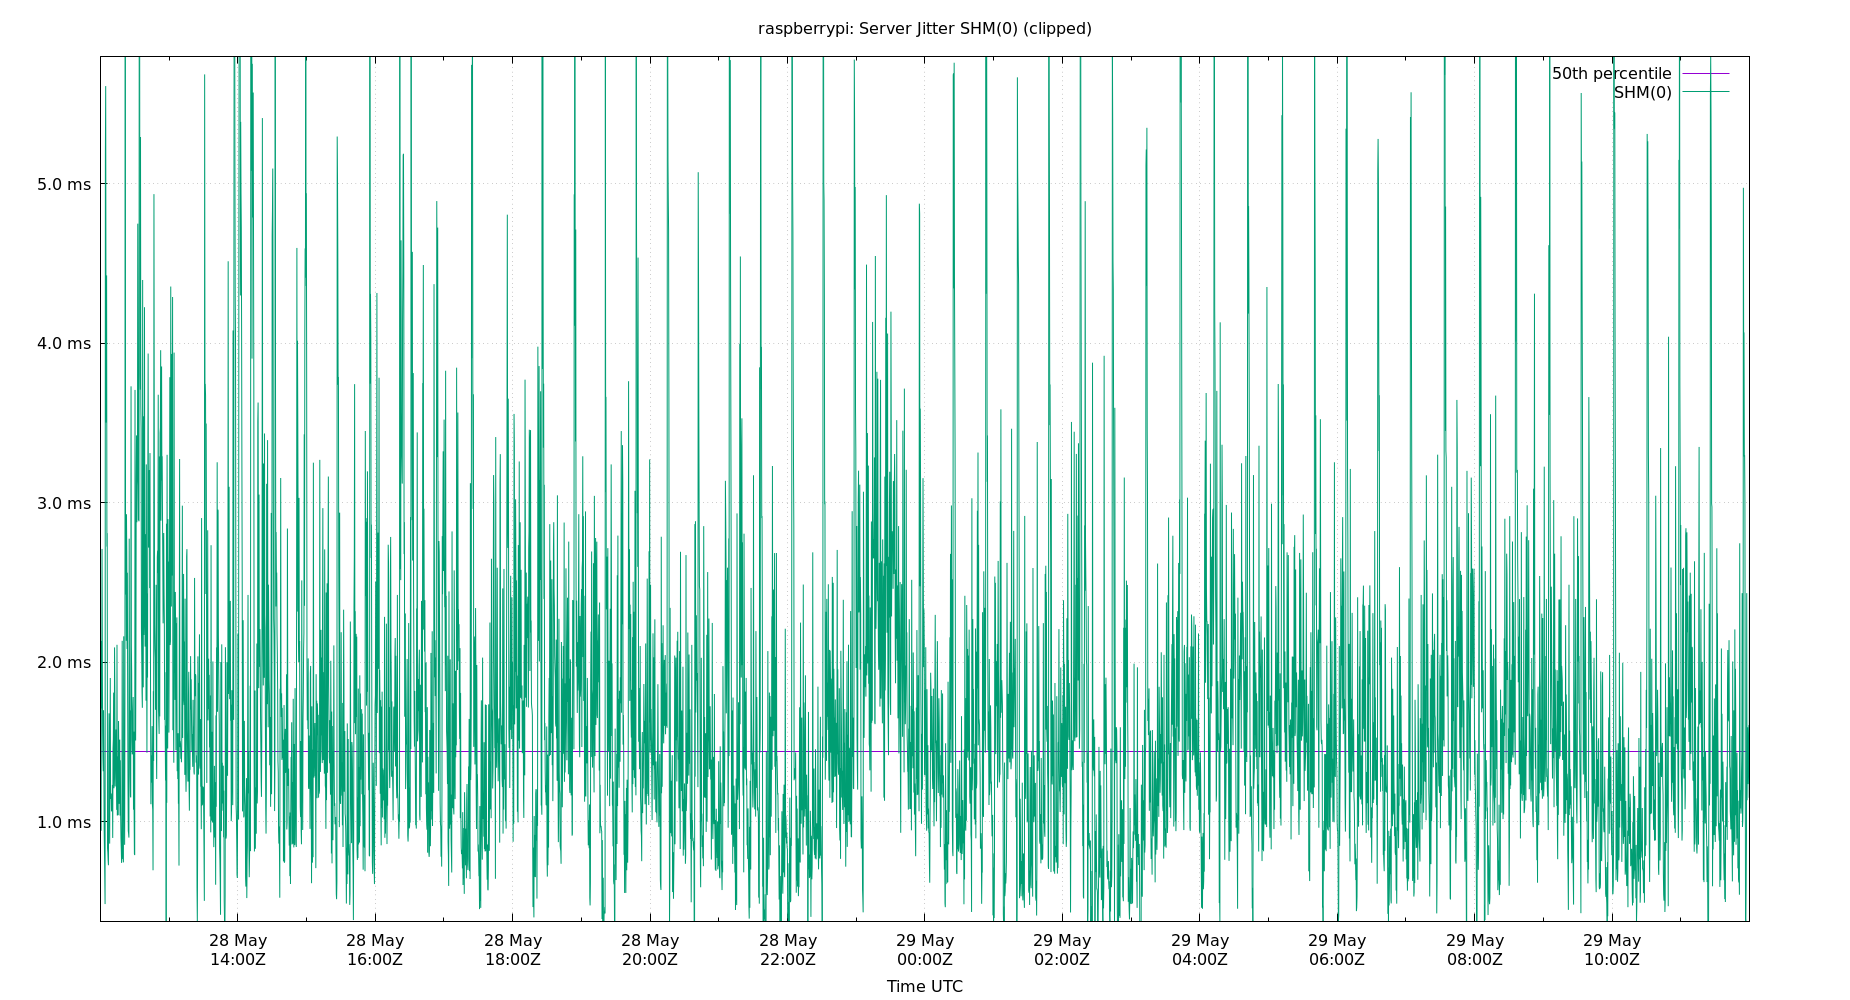 raspberrypi: Server Jitter SHM(0) (clipped)
50th percentile
SHM(0)
5.0 ms
4.0 ms
3.0 ms
2.0 ms
1.0 ms
28 May 28 May 28 May 28 May 28 May 29 May 29 May 29 May 29 May 29 May 29 May
14:00Z 16:00Z 18:00Z 20:00Z 22:00Z 00:00Z 02:00Z 04:00Z 06:00Z 08:00Z 10:00Z
Time UTC